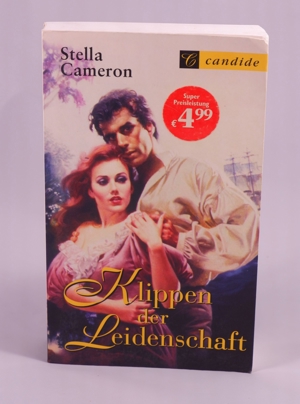 Stella
Cameron
C candide
Super
Preisleistung
€4.99
Klippen
der
Leidenschaft